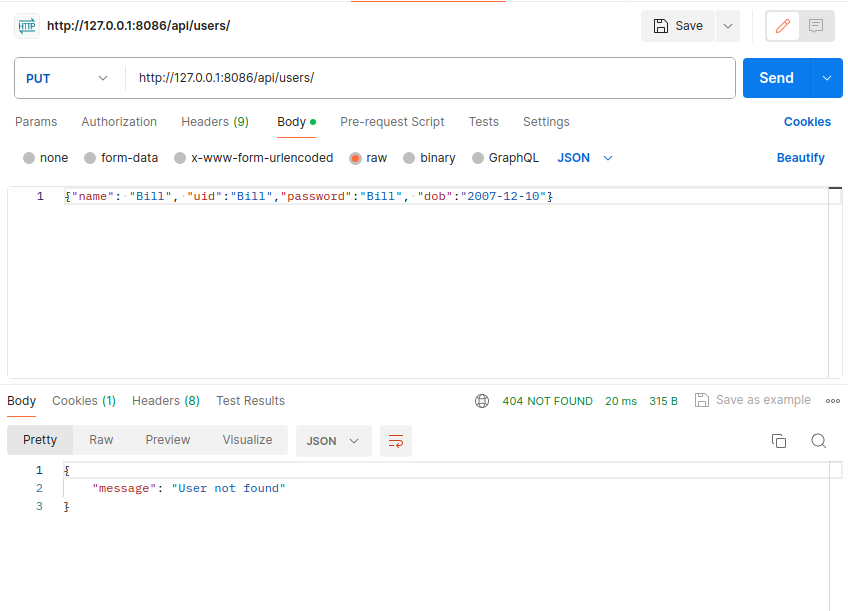 HTTP http://127.0.0.1:8086/api/users/ Save
PUT http://127.0.0.1:8086/api/users/ Send
Params Authorization Headers (9) Body Pre-request Script Tests Settings Cookies
none form-data x-www-form-urlencoded raw binary GraphQL JSON Beautify
1 {"name": "Bill", "uid":"Bill","password":"Bill", "dob":"2007-12-10"}
Body Cookies (1) Headers (8) Test Results 404 NOT FOUND 20 ms 315 B Save as example
Pretty Raw Preview Visualize JSON
1 {
2 "message": "User not found"
3 }